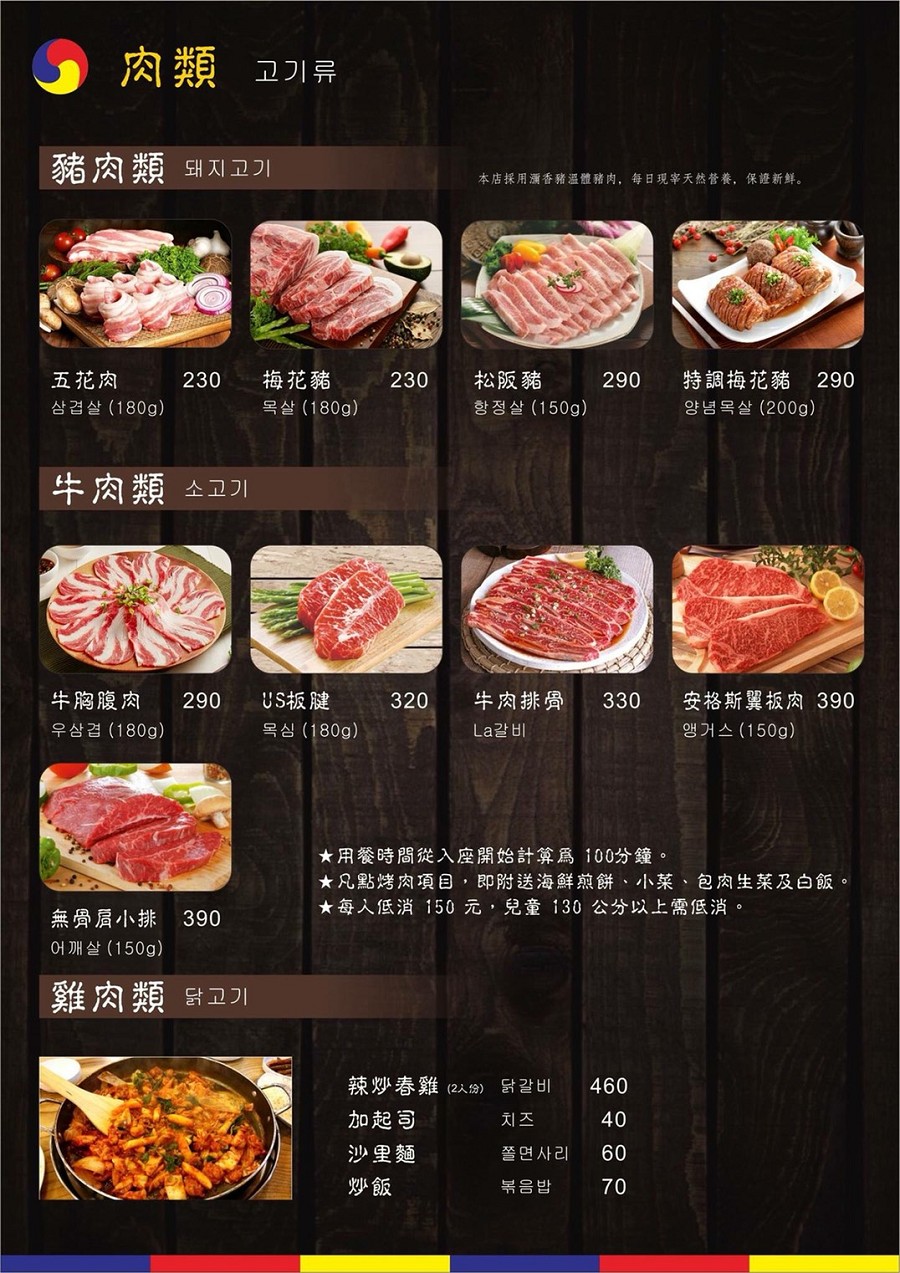 肉類 고기류
豬肉類 돼지고기
本店採用瀰香豬溫體豬肉，每日現宰天然營養，保證新鮮。
五花肉 230
삼겹살 (180g)
梅花豬 230
목살 (180g)
松阪豬 290
항정살 (150g)
特調梅花豬 290
양념목살 (200g)
牛肉類 소고기
牛胸腹肉 290
우삼겹 (180g)
US板腱 320
목심 (180g)
牛肉排骨 330
La갈비
安格斯翼板肉 390
앵거스 (150g)
無骨肩小排 390
어깨살 (150g)
★用餐時間從入座開始計算為 100分鐘。
★凡點烤肉項目，即附送海鮮煎餅、小菜、包肉生菜及白飯。
★每人低消 150 元，兒童 130 公分以上需低消。
雞肉類 닭고기
辣炒春雞 (2人份) 닭갈비 460
加起司 치즈 40
沙里麵 쫄면사리 60
炒飯 볶음밥 70